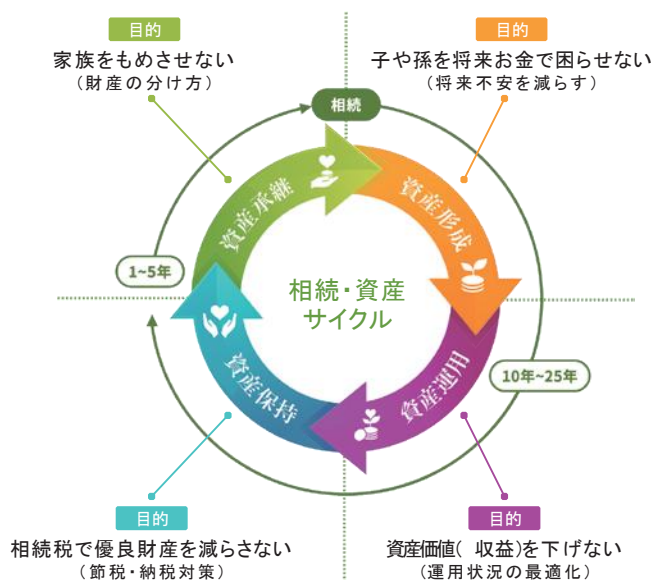 目的
家族をもめさせない
(財産の分け方)
目的
子や孫を将来お金で困らせない
(将来不安を減らす)
相続
資産承継
資産形成
1~5年
相続・資産
サイクル
資産保持
資産運用
10年~25年
目的
相続税で優良財産を減らさない
(節税・納税対策)
目的
資産価値( 収益)を下げない
(運用状況の最適化)